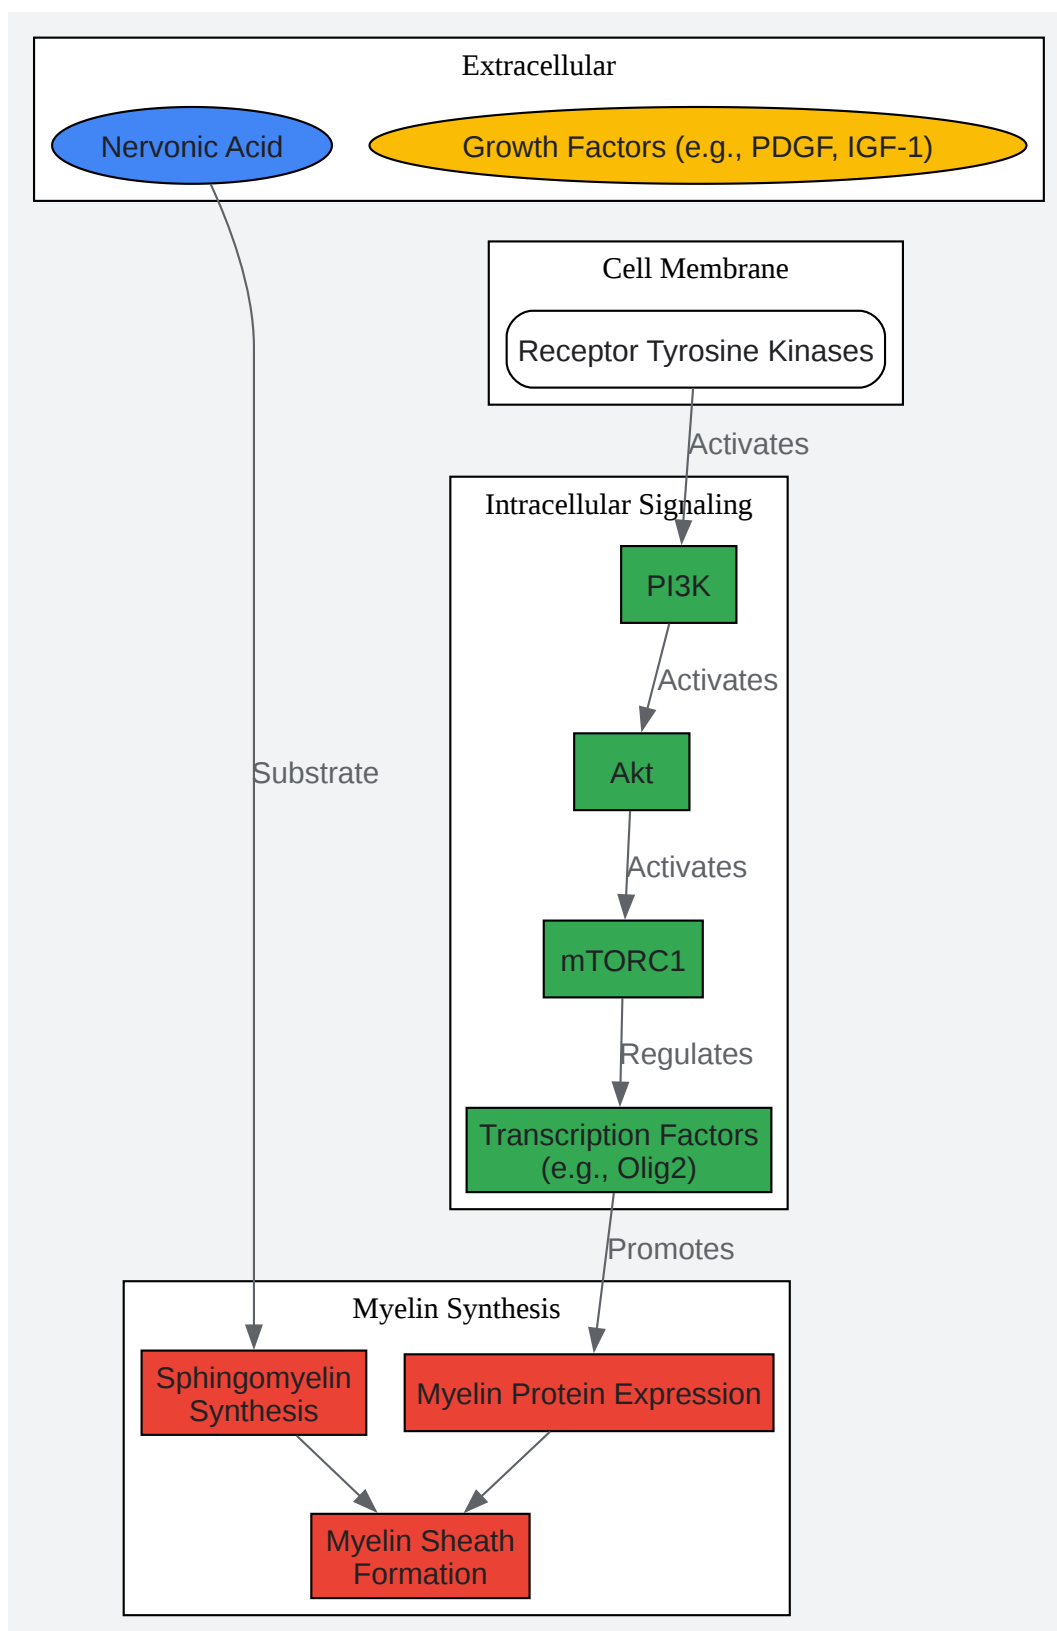 Extracellular
Nervonic Acid
Growth Factors (e.g., PDGF, IGF-1)
Cell Membrane
Receptor Tyrosine Kinases
Activates
Intracellular Signaling
PI3K
Activates
Akt
Substrate
Activates
mTORC1
Regulates
Transcription Factors
(e.g., Olig2)
Promotes
Myelin Synthesis
Sphingomyelin
Synthesis
Myelin Protein Expression
Myelin Sheath
Formation